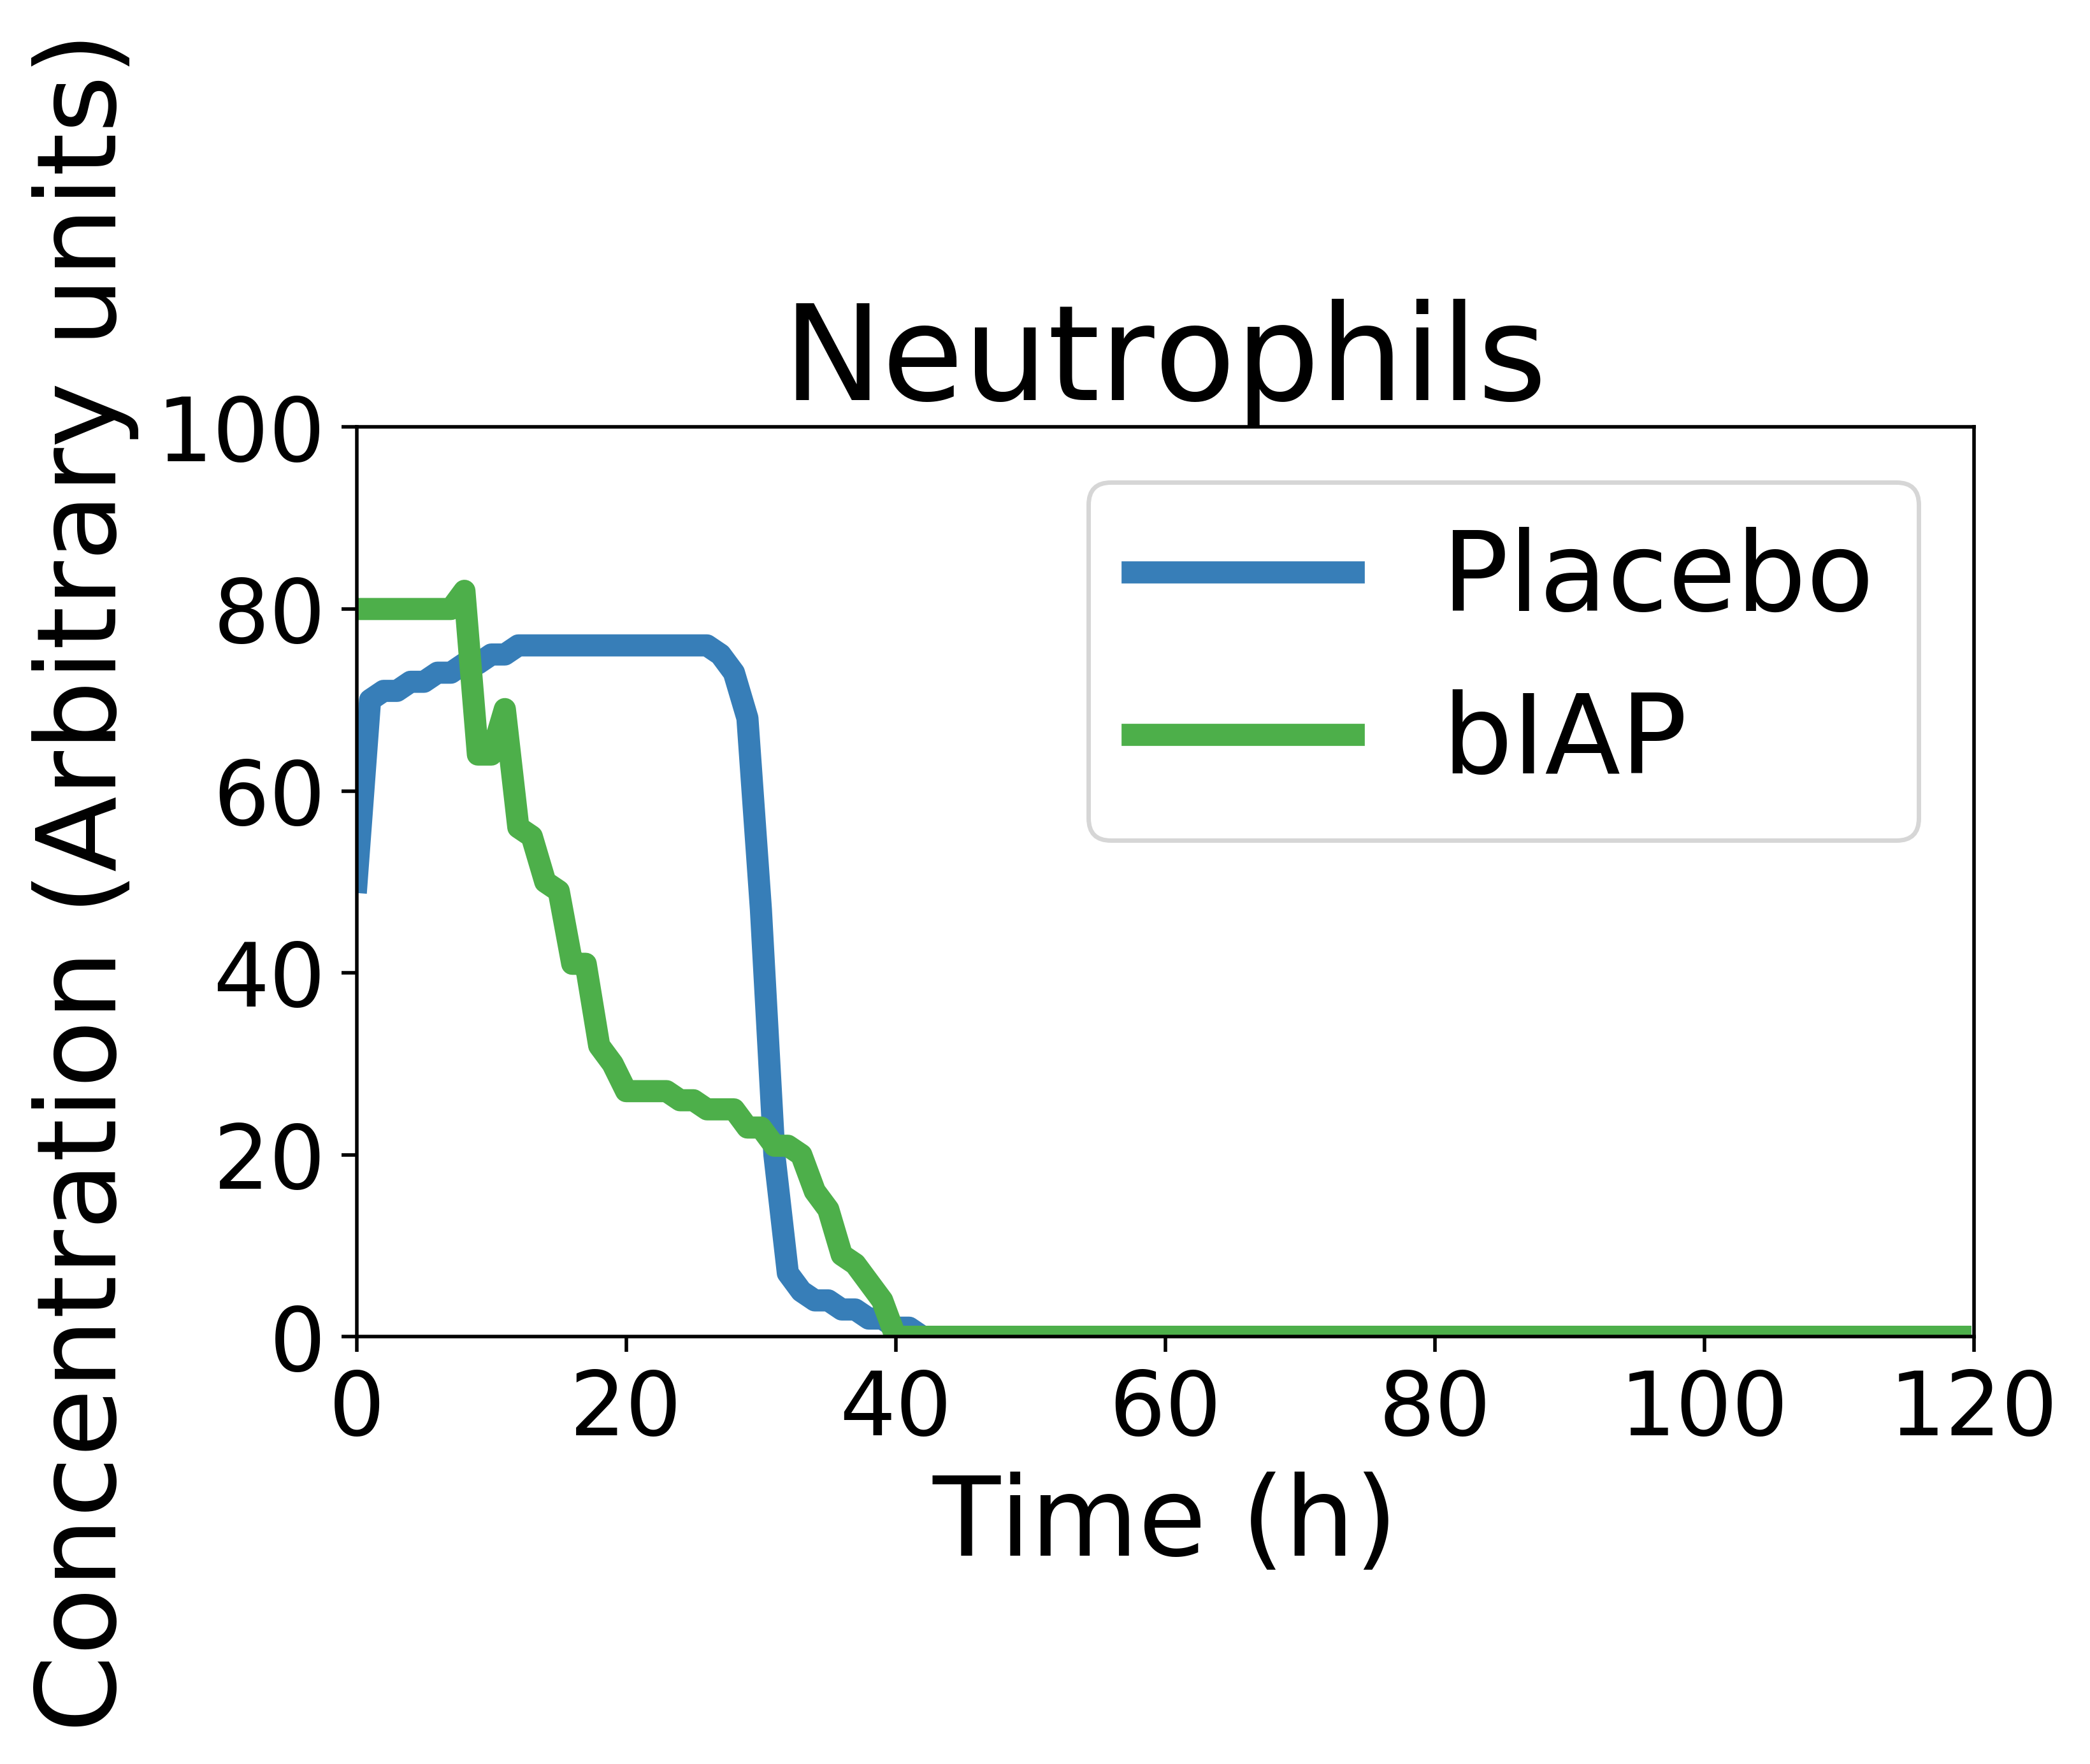 Neutrophils
Concentration (Arbitrary units)
100
80
60
40
20
0
Placebo
bIAP
0 20 40 60 80 100 120
Time (h)